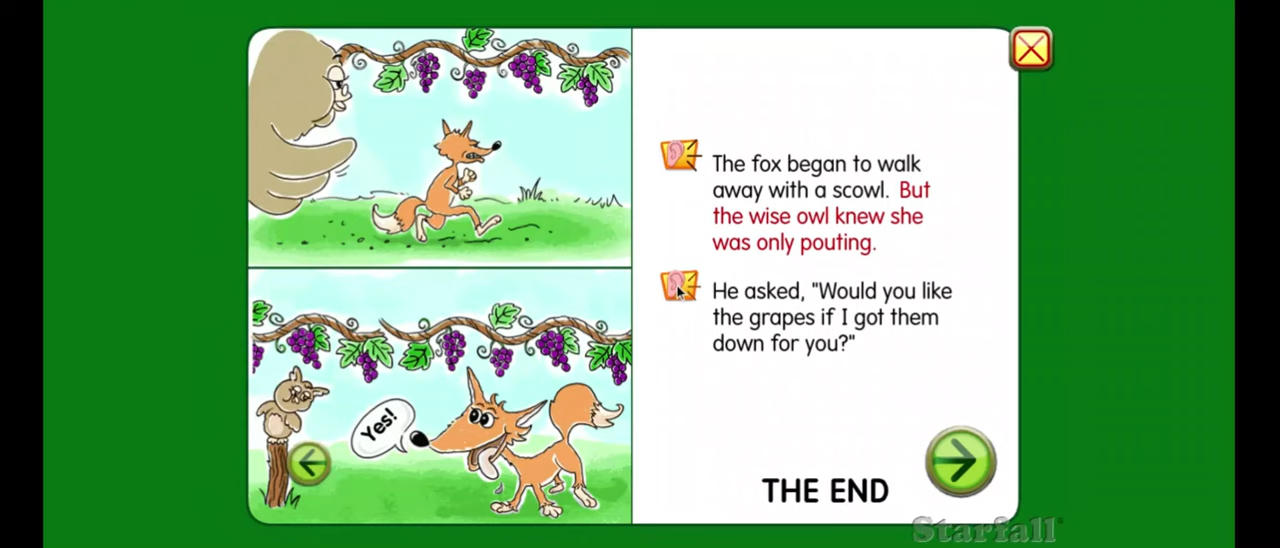 The fox began to walk
away with a scowl. But
the wise owl knew she
was only pouting.
He asked, "Would you like
the grapes if I got them
down for you?"
Yes!
THE END
Starfall